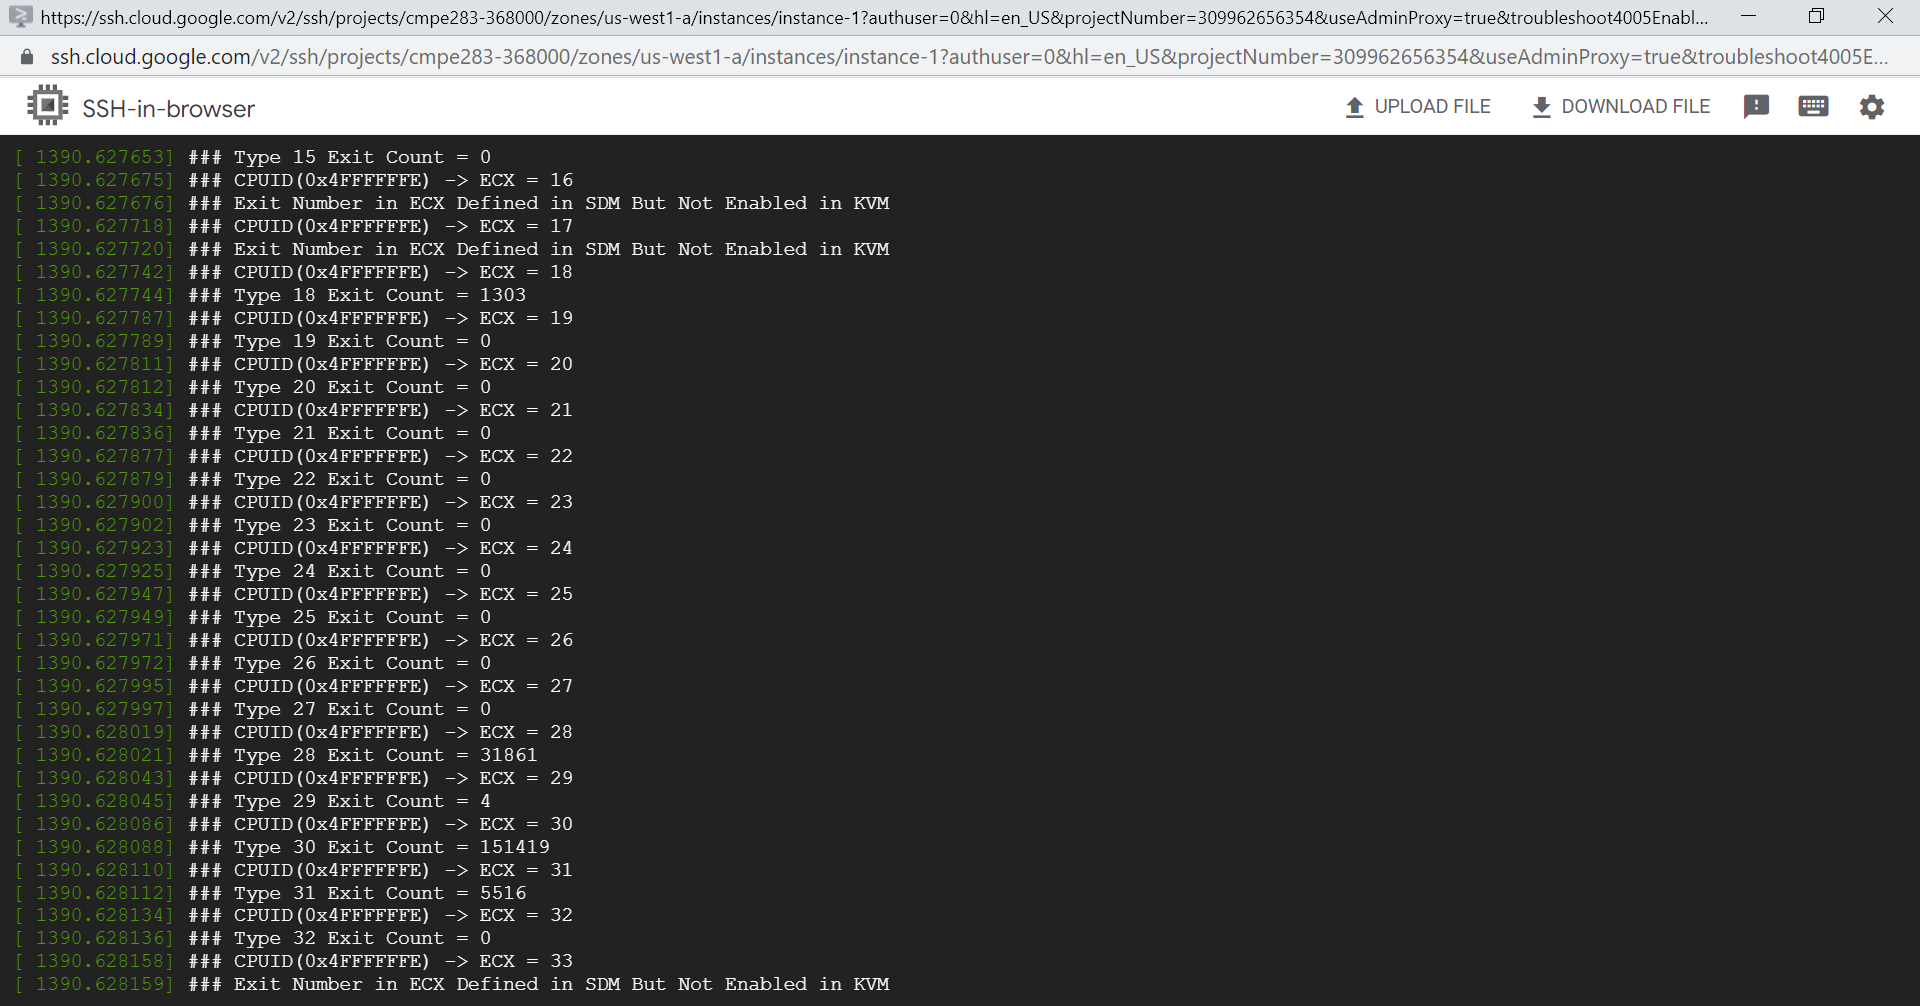 https://ssh.cloud.google.com/v2/ssh/projects/cmpe283-368000/zones/us-west1-a/instances/instance-1?authuser=0&hl=en_US&projectNumber=309962656354&useAdminProxy=true&troubleshoot4005Enabl...
ssh.cloud.google.com/v2/ssh/projects/cmpe283-368000/zones/us-west1-a/instances/instance-1?authuser=0&hl=en_US&projectNumber=309962656354&useAdminProxy=true&troubleshoot4005E...
SSH-in-browser UPLOAD FILE DOWNLOAD FILE
[ 1390.627653] ### Type 15 Exit Count = 0
[ 1390.627675] ### CPUID(0x4FFFFFFE) -> ECX = 16
[ 1390.627676] ### Exit Number in ECX Defined in SDM But Not Enabled in KVM
[ 1390.627718] ### CPUID(0x4FFFFFFE) -> ECX = 17
[ 1390.627720] ### Exit Number in ECX Defined in SDM But Not Enabled in KVM
[ 1390.627742] ### CPUID(0x4FFFFFFE) -> ECX = 18
[ 1390.627744] ### Type 18 Exit Count = 1303
[ 1390.627787] ### CPUID(0x4FFFFFFE) -> ECX = 19
[ 1390.627789] ### Type 19 Exit Count = 0
[ 1390.627811] ### CPUID(0x4FFFFFFE) -> ECX = 20
[ 1390.627812] ### Type 20 Exit Count = 0
[ 1390.627834] ### CPUID(0x4FFFFFFE) -> ECX = 21
[ 1390.627836] ### Type 21 Exit Count = 0
[ 1390.627877] ### CPUID(0x4FFFFFFE) -> ECX = 22
[ 1390.627879] ### Type 22 Exit Count = 0
[ 1390.627900] ### CPUID(0x4FFFFFFE) -> ECX = 23
[ 1390.627902] ### Type 23 Exit Count = 0
[ 1390.627923] ### CPUID(0x4FFFFFFE) -> ECX = 24
[ 1390.627925] ### Type 24 Exit Count = 0
[ 1390.627947] ### CPUID(0x4FFFFFFE) -> ECX = 25
[ 1390.627949] ### Type 25 Exit Count = 0
[ 1390.627971] ### CPUID(0x4FFFFFFE) -> ECX = 26
[ 1390.627972] ### Type 26 Exit Count = 0
[ 1390.627995] ### CPUID(0x4FFFFFFE) -> ECX = 27
[ 1390.627997] ### Type 27 Exit Count = 0
[ 1390.628019] ### CPUID(0x4FFFFFFE) -> ECX = 28
[ 1390.628021] ### Type 28 Exit Count = 31861
[ 1390.628043] ### CPUID(0x4FFFFFFE) -> ECX = 29
[ 1390.628045] ### Type 29 Exit Count = 4
[ 1390.628086] ### CPUID(0x4FFFFFFE) -> ECX = 30
[ 1390.628088] ### Type 30 Exit Count = 151419
[ 1390.628110] ### CPUID(0x4FFFFFFE) -> ECX = 31
[ 1390.628112] ### Type 31 Exit Count = 5516
[ 1390.628134] ### CPUID(0x4FFFFFFE) -> ECX = 32
[ 1390.628136] ### Type 32 Exit Count = 0
[ 1390.628158] ### CPUID(0x4FFFFFFE) -> ECX = 33
[ 1390.628159] ### Exit Number in ECX Defined in SDM But Not Enabled in KVM